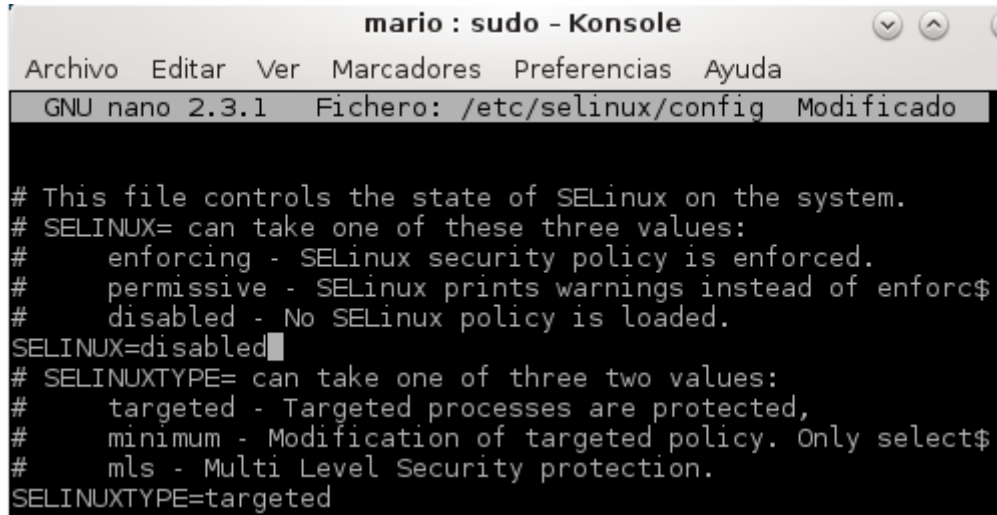 mario : sudo – Konsole
Archivo Editar Ver Marcadores Preferencias Ayuda
GNU nano 2.3.1 Fichero: /etc/selinux/config Modificado
# This file controls the state of SELinux on the system.
# SELINUX= can take one of these three values:
#     enforcing - SELinux security policy is enforced.
#     permissive - SELinux prints warnings instead of enforc$
#     disabled - No SELinux policy is loaded.
SELINUX=disabled
# SELINUXTYPE= can take one of three two values:
#     targeted - Targeted processes are protected,
#     minimum - Modification of targeted policy. Only select$
#     mls - Multi Level Security protection.
SELINUXTYPE=targeted